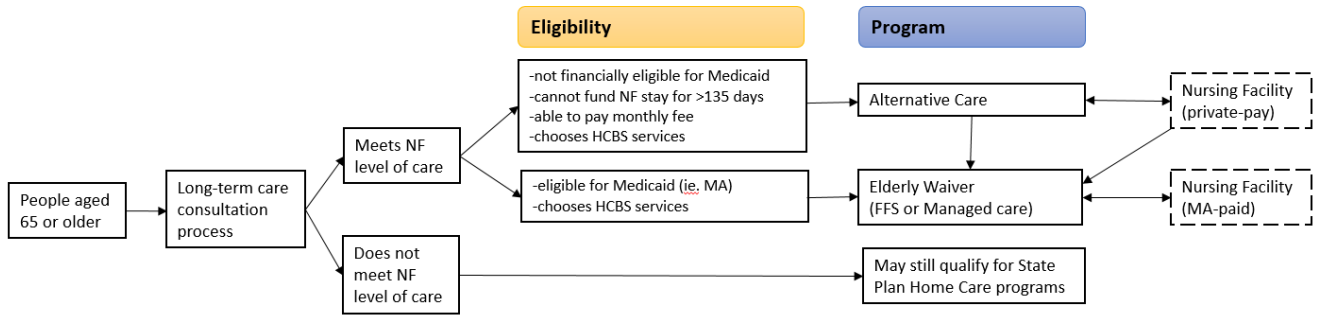 Eligibility
Program
-not financially eligible for Medicaid
-cannot fund NF stay for >135 days
-able to pay monthly fee
-chooses HCBS services
Alternative Care
Nursing Facility
(private-pay)
Meets NF
level of care
People aged
65 or older
Long-term care
consultation
process
-eligible for Medicaid (ie. MA)
-chooses HCBS services
Elderly Waiver
(FFS or Managed care)
Nursing Facility
(MA-paid)
Does not
meet NF
level of care
May still qualify for State
Plan Home Care programs